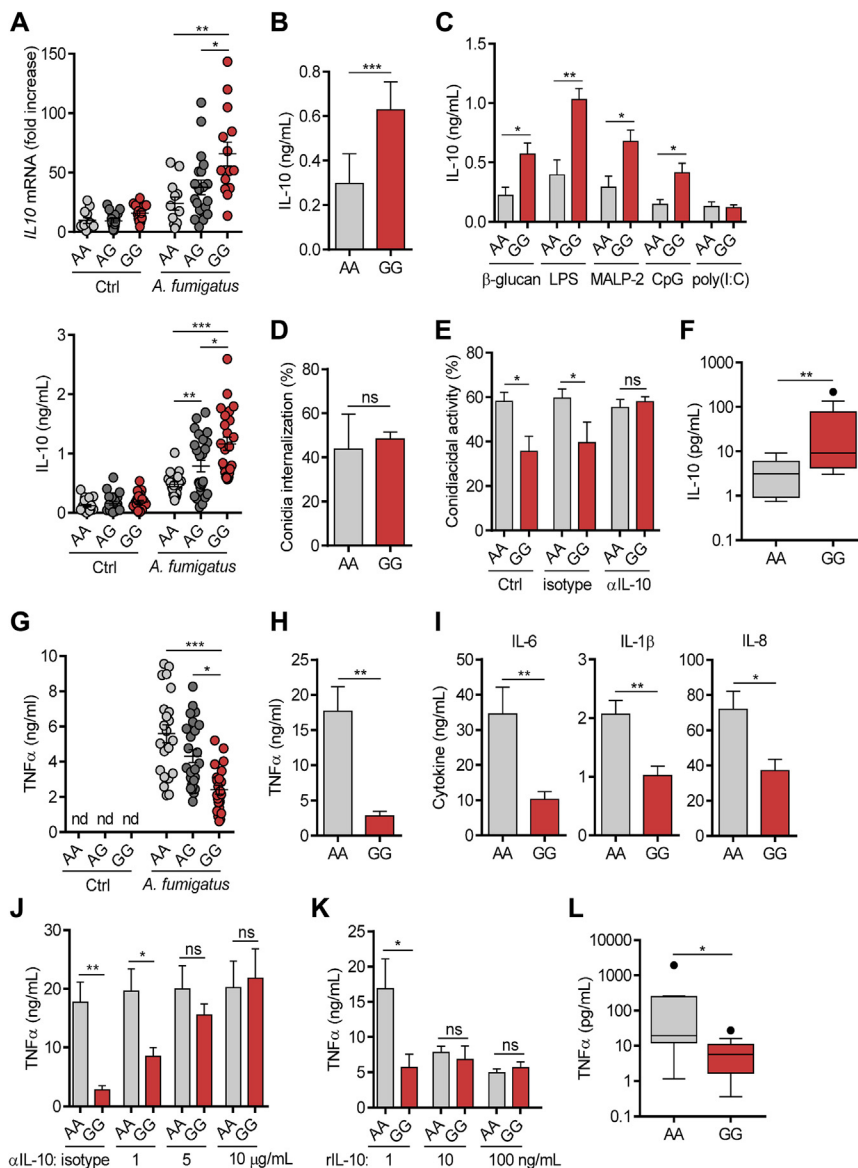 A
IL10 mRNA (fold increase)
150
100
50
0
**
*
AA AG GG AA AG GG
Ctrl A. fumigatus
IL-10 (ng/mL)
3
2
1
0
***
*
**
AA AG GG AA AG GG
Ctrl A. fumigatus
B
IL-10 (ng/mL)
0.8
0.6
0.4
0.2
0.0
***
AA GG
C
IL-10 (ng/mL)
1.5
1.0
0.5
0.0
* ** * *
AA GG AA GG AA GG AA GG AA GG
β-glucan LPS MALP-2 CpG poly(I:C)
D
Conidia internalization (%)
80
60
40
20
0
ns
AA GG
E
Conidiacidal activity (%)
100
80
60
40
20
0
* * ns
AA GG AA GG AA GG
Ctrl isotype αIL-10
F
IL-10 (pg/mL)
1000
100
10
1
0.1
**
AA GG
G
TNFα (ng/ml)
10
8
6
4
2
0
***
*
nd nd nd
AA AG GG AA AG GG
Ctrl A. fumigatus
H
TNFα (ng/ml)
25
20
15
10
5
0
**
AA GG
I
Cytokine (ng/mL)
IL-6
50
40
30
20
10
0
**
AA GG
IL-1β
3
2
1
0
**
AA GG
IL-8
100
80
60
40
20
0
*
AA GG
J
TNFα (ng/mL)
30
20
10
0
** * ns ns
AA GG AA GG AA GG AA GG
αIL-10: isotype 1 5 10 μg/mL
K
TNFα (ng/mL)
25
20
15
10
5
0
* ns ns
AA GG AA GG AA GG
rIL-10: 1 10 100 ng/mL
L
TNFα (pg/mL)
10000
1000
100
10
1
0.1
*
AA GG